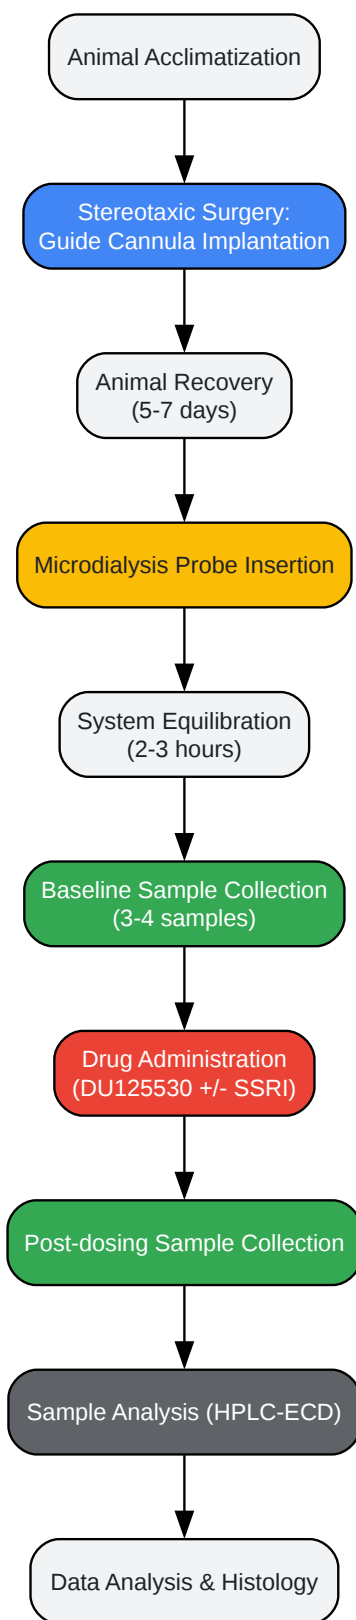 Animal Acclimatization
Stereotaxic Surgery:
Guide Cannula Implantation
Animal Recovery
(5-7 days)
Microdialysis Probe Insertion
System Equilibration
(2-3 hours)
Baseline Sample Collection
(3-4 samples)
Drug Administration
(DU125530 +/- SSRI)
Post-dosing Sample Collection
Sample Analysis (HPLC-ECD)
Data Analysis & Histology